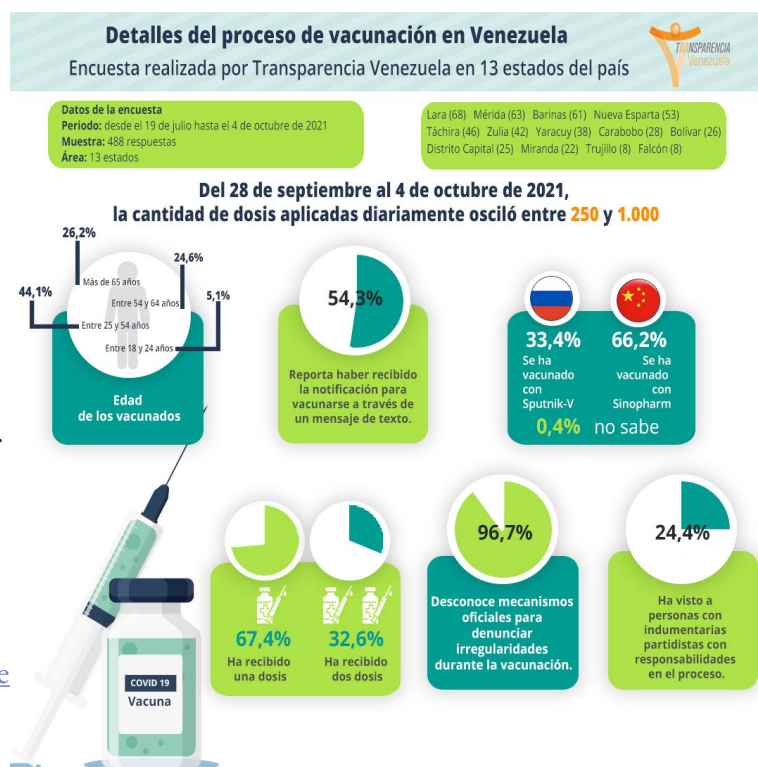 Detalles del proceso de vacunación en Venezuela
Encuesta realizada por Transparencia Venezuela en 13 estados del país
TRANSPARENCIA
Venezuela
Datos de la encuesta
Periodo: desde el 19 de julio hasta el 4 de octubre de 2021
Muestra: 488 respuestas
Área: 13 estados
Lara (68) Mérida (63) Barinas (61) Nueva Esparta (53)
Táchira (46) Zulia (42) Yaracuy (38) Carabobo (28) Bolívar (26)
Distrito Capital (25) Miranda (22) Trujillo (8) Falcón (8)
Del 28 de septiembre al 4 de octubre de 2021,
la cantidad de dosis aplicadas diariamente osciló entre 250 y 1.000
26,2%
24,6%
44,1%
5,1%
Más de 65 años
Entre 54 y 64 años
Entre 25 y 54 años
Entre 18 y 24 años
Edad
de los vacunados
54,3%
Reporta haber recibido
la notificación para
vacunarse a través de
un mensaje de texto.
33,4%
Se ha
vacunado
con
Sputnik-V
66,2%
Se ha
vacunado
con
Sinopharm
0,4% no sabe
.
67,4%
Ha recibido
una dosis
32,6%
Ha recibido
dos dosis
96,7%
Desconoce mecanismos
oficiales para
denunciar
irregularidades
durante la vacunación.
24,4%
Ha visto a
personas con
indumentarias
partidistas con
responsabilidades
en el proceso.
e
COVID 19
Vacuna